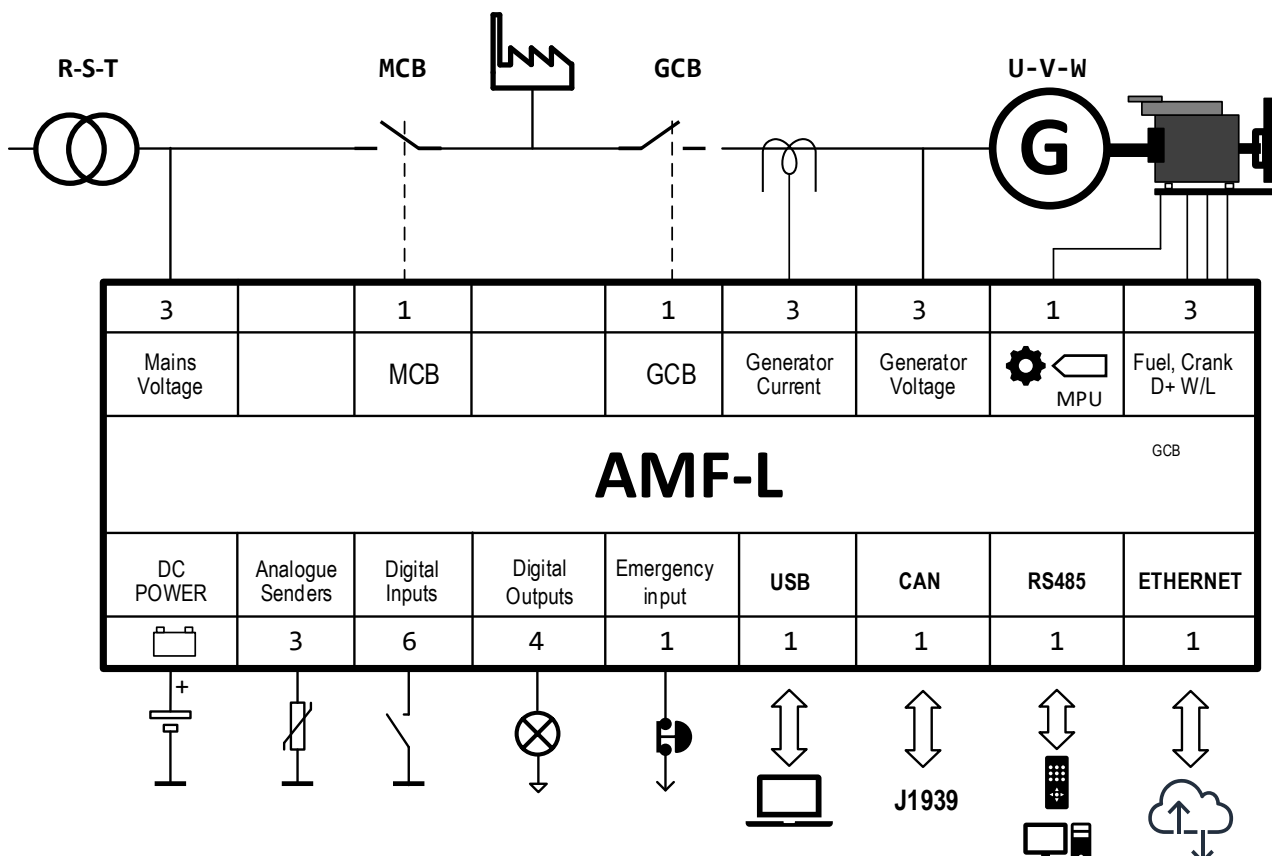 R-S-T MCB GCB U-V-W
G
3 1 1 3 3 1 3
Mains Voltage
MCB
GCB
Generator Current
Generator Voltage
MPU
Fuel, Crank D+ W/L
AMF-L
GCB
DC POWER
Analogue Senders
Digital Inputs
Digital Outputs
Emergency input
USB
CAN
RS485
ETHERNET
3 6 4 1 1 1 1 1
+
J1939